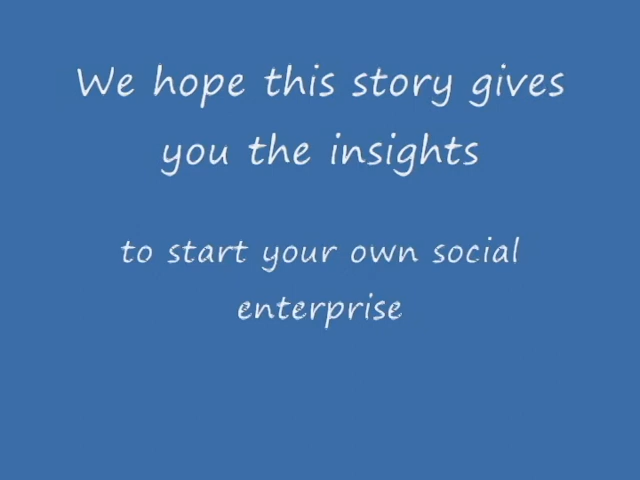 We hope this story gives
you the insights
to start your own social
enterprise